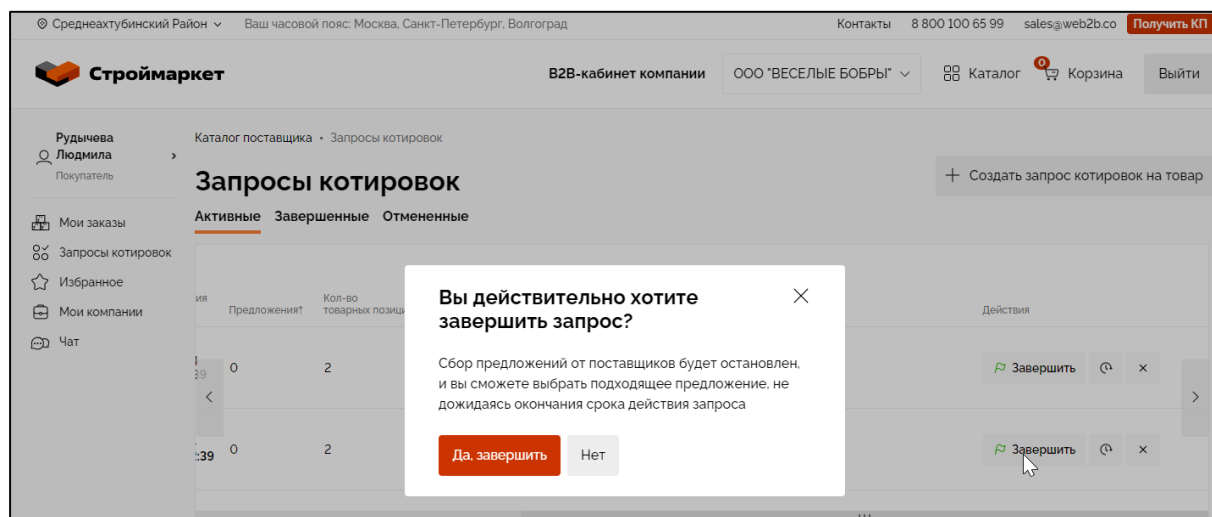 Среднеахтубинский Район Ваш часовой пояс: Москва, Санкт-Петербург, Волгоград Контакты 8 800 100 65 99 sales@web2b.co Получить КП
Строймаркет B2B-кабинет компании ООО "ВЕСЕЛЫЕ БОБРЫ" Каталог 0 Корзина Выйти
Рудычева
Людмила
Покупатель
Мои заказы
Запросы котировок
Избранное
Мои компании
Чат
Каталог поставщика • Запросы котировок
Запросы котировок
+ Создать запрос котировок на товар
Активные Завершенные Отмененные
ия Предложения↑ Кол-во
товарных позиц Действия
39 0 2 Завершить
:39 0 2 Завершить
Вы действительно хотите
завершить запрос?
Сбор предложений от поставщиков будет остановлен,
и вы сможете выбрать подходящее предложение, не
дожидаясь окончания срока действия запроса
Да, завершить Нет